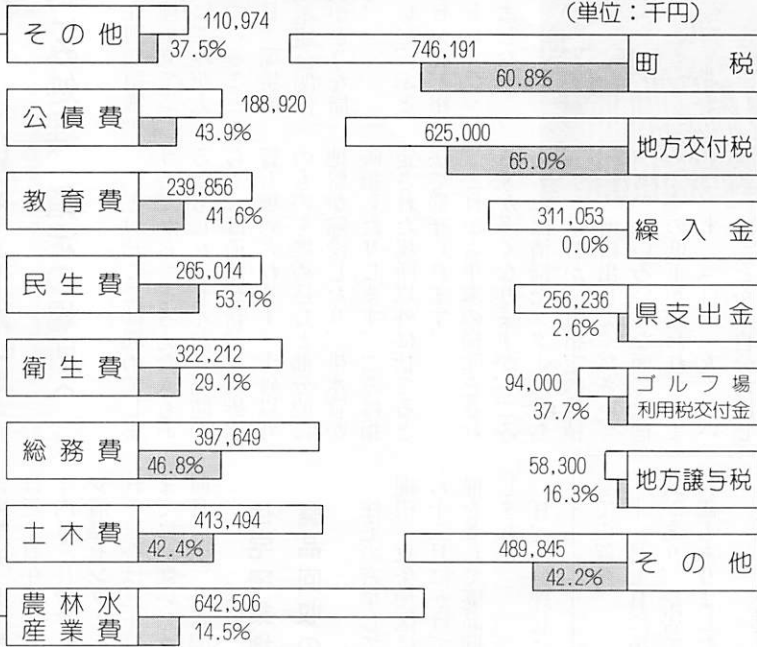 (単位：千円)
その他
110,974
37.5%
公債費
188,920
43.9%
教育費
239,856
41.6%
民生費
265,014
53.1%
衛生費
322,212
29.1%
総務費
397,649
46.8%
土木費
413,494
42.4%
農林水
産業費
642,506
14.5%
746,191
60.8%
町税
625,000
65.0%
地方交付税
311,053
0.0%
繰入金
256,236
2.6%
県支出金
94,000
37.7%
ゴルフ場
利用税交付金
58,300
16.3%
地方譲与税
489,845
42.2%
その他